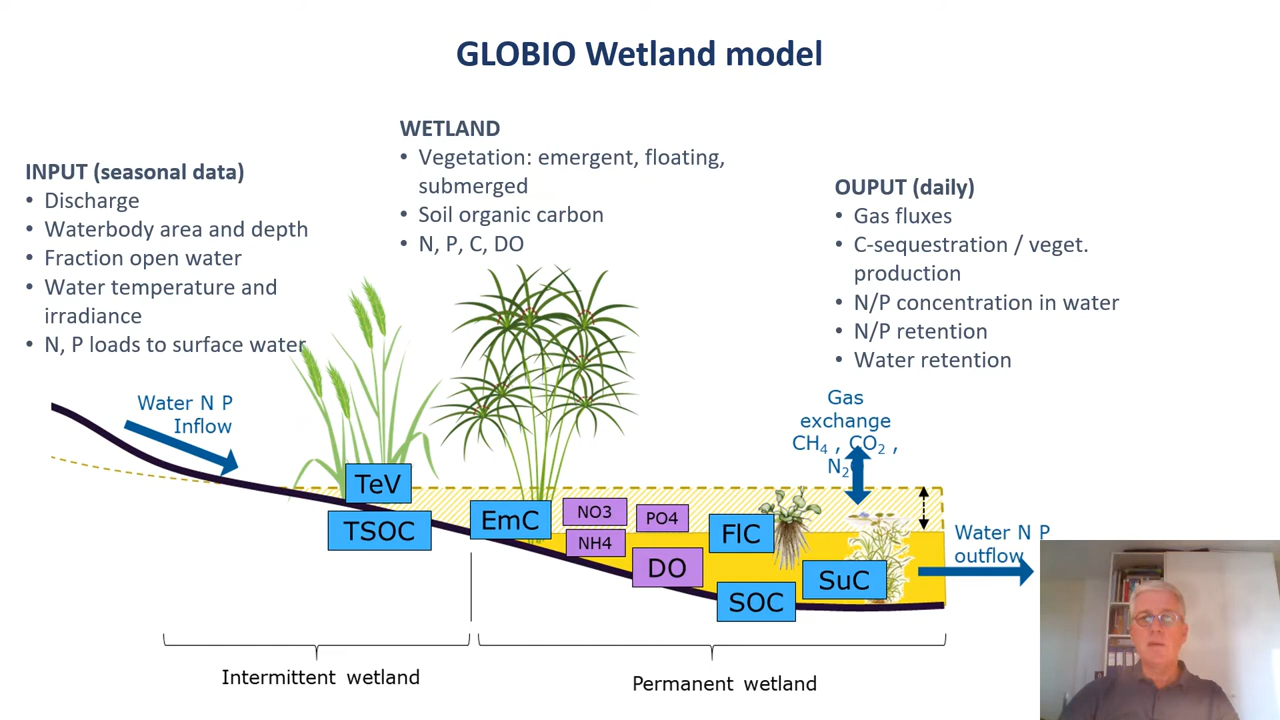 GLOBIO Wetland model
INPUT (seasonal data)
• Discharge
• Waterbody area and depth
• Fraction open water
• Water temperature and
irradiance
• N, P loads to surface water
WETLAND
• Vegetation: emergent, floating,
submerged
• Soil organic carbon
• N, P, C, DO
OUPUT (daily)
• Gas fluxes
• C-sequestration / veget.
production
• N/P concentration in water
• N/P retention
• Water retention
Water N P
Inflow
Gas
exchange
CH4 , CO2 ,
TeV
TSOC
EmC
NO3
NH4
PO4
DO
FlC
SOC
SuC
Water N P
outflow
Intermittent wetland
Permanent wetland